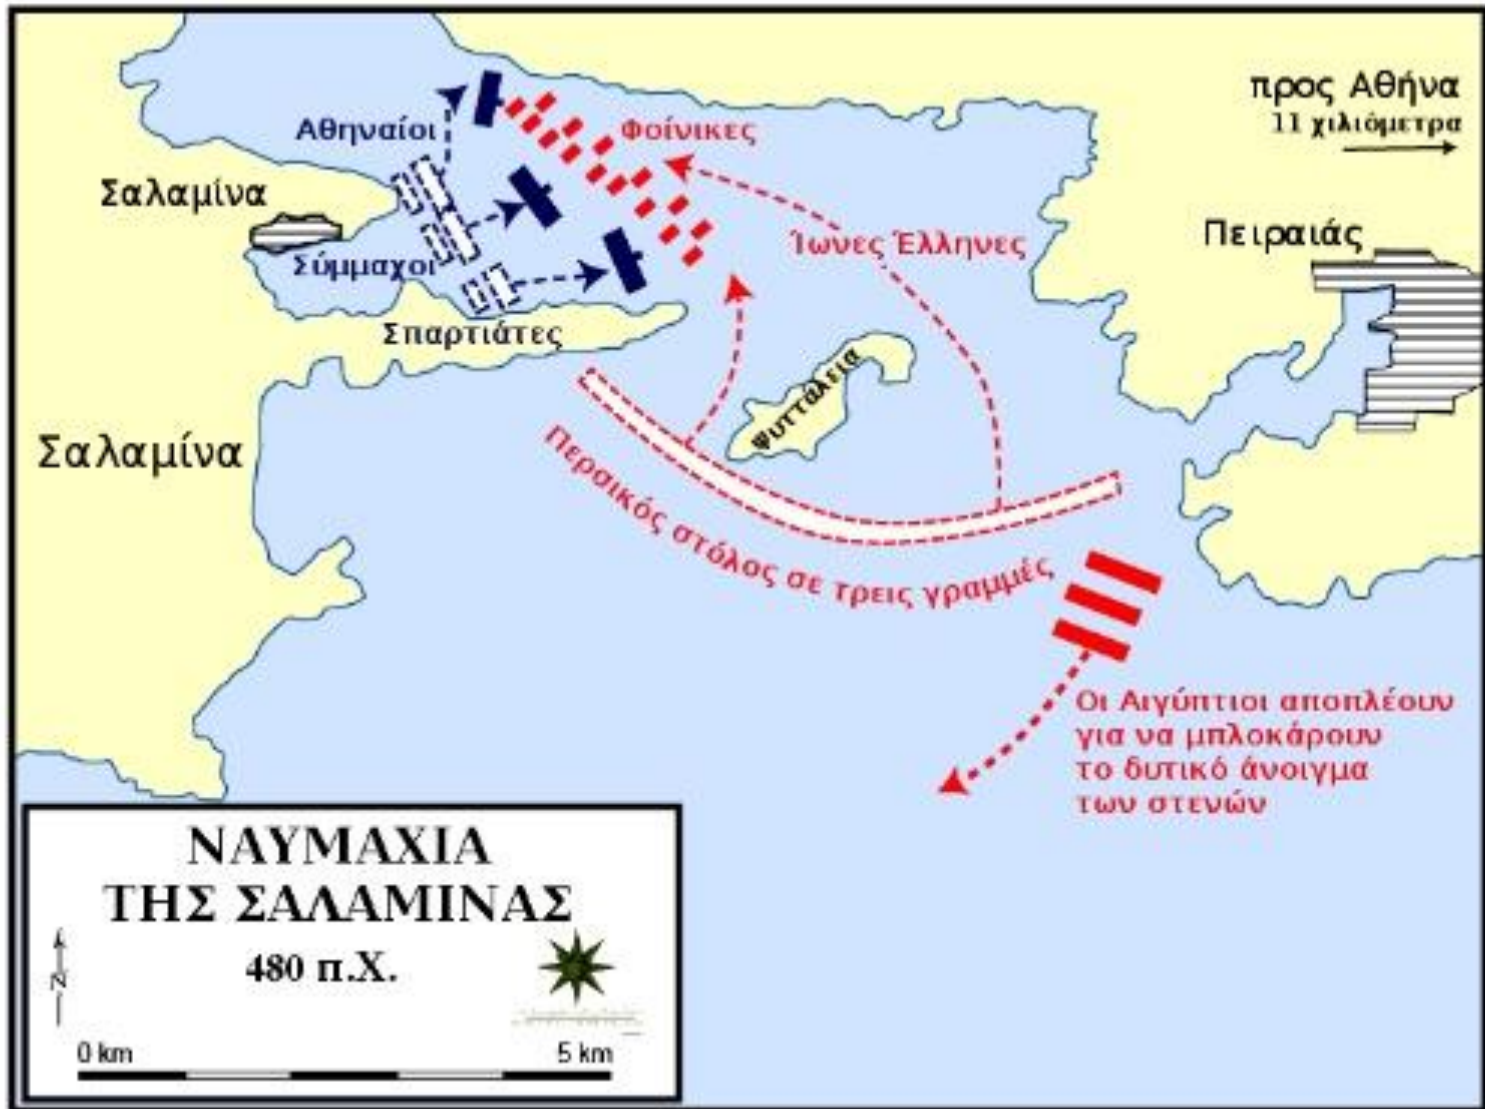 προς Αθήνα
11 χιλιόμετρα
Αθηναίοι
Φοίνικες
Σαλαμίνα
Πειραιάς
Ίωνες Έλληνες
Σύμμαχοι
Σπαρτιάτες
Ψυττάλεια
Σαλαμίνα
Περσικός στόλος σε τρεις γραμμές
Οι Αιγύπτιοι αποπλέουν
για να μπλοκάρουν
το δυτικό άνοιγμα
των στενών
ΝΑΥΜΑΧΙΑ
ΤΗΣ ΣΑΛΑΜΙΝΑΣ
480 π.Χ.
N
0 km 5 km